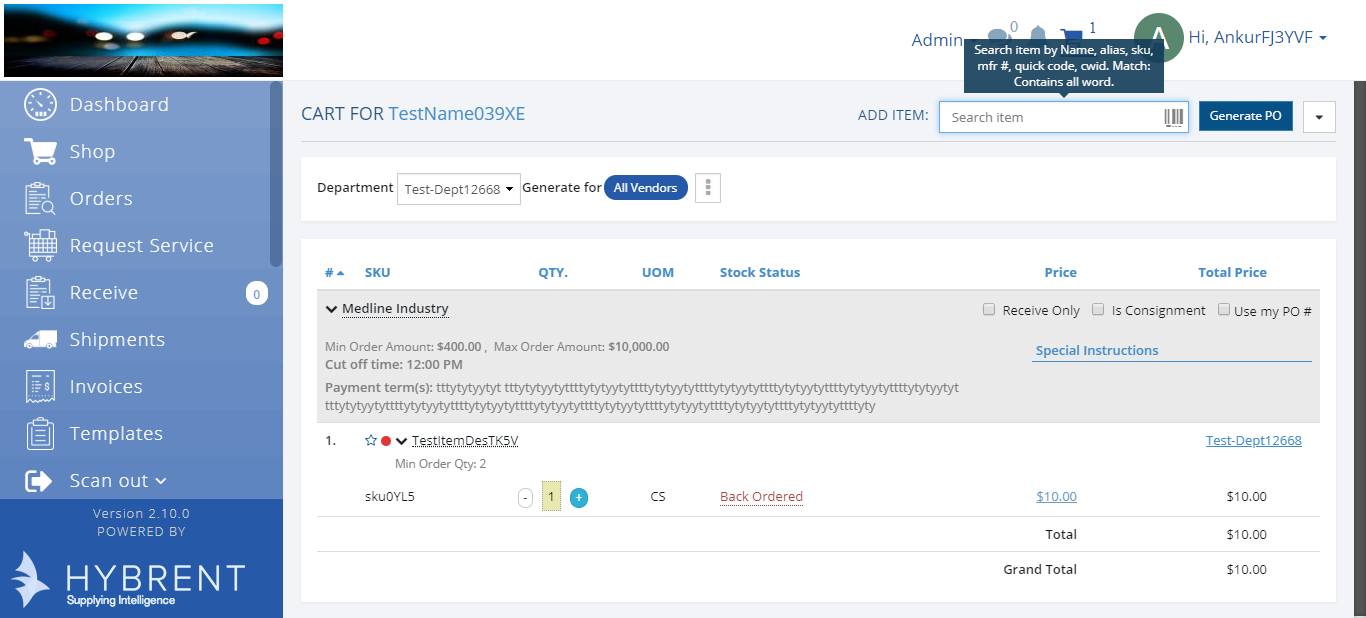 Admin
0
1
A
Hi, AnkurFJ3YVF
Search item by Name, alias, sku,
mfr #, quick code, cwid. Match:
Contains all word.
Dashboard
Shop
Orders
Request Service
Receive
0
Shipments
Invoices
Templates
Scan out
Version 2.10.0
POWERED BY
HYBRENT
Supplying Intelligence
CART FOR TestName039XE
ADD ITEM:
Search item
Generate PO
Department
Test-Dept12668
Generate for
All Vendors
# SKU QTY. UOM Stock Status Price Total Price
Medline Industry
Receive Only Is Consignment Use my PO #
Min Order Amount: $400.00 , Max Order Amount: $10,000.00
Special Instructions
Cut off time: 12:00 PM
Payment term(s): tttytytyytyt tttytytyytyttttytytyytyttttytytyytyttttytytyytyttttytytyytyttttytytyytyttttytytyytyt
tttytytyytyttttytytyytyttttytytyytyttttytytyytyttttytytyytyttttytytyytyttttytytyytyttttytytyytyttttyty
1. TestItemDesTK5V Test-Dept12668
Min Order Qty: 2
sku0YL5 - 1 + CS Back Ordered $10.00 $10.00
Total $10.00
Grand Total $10.00